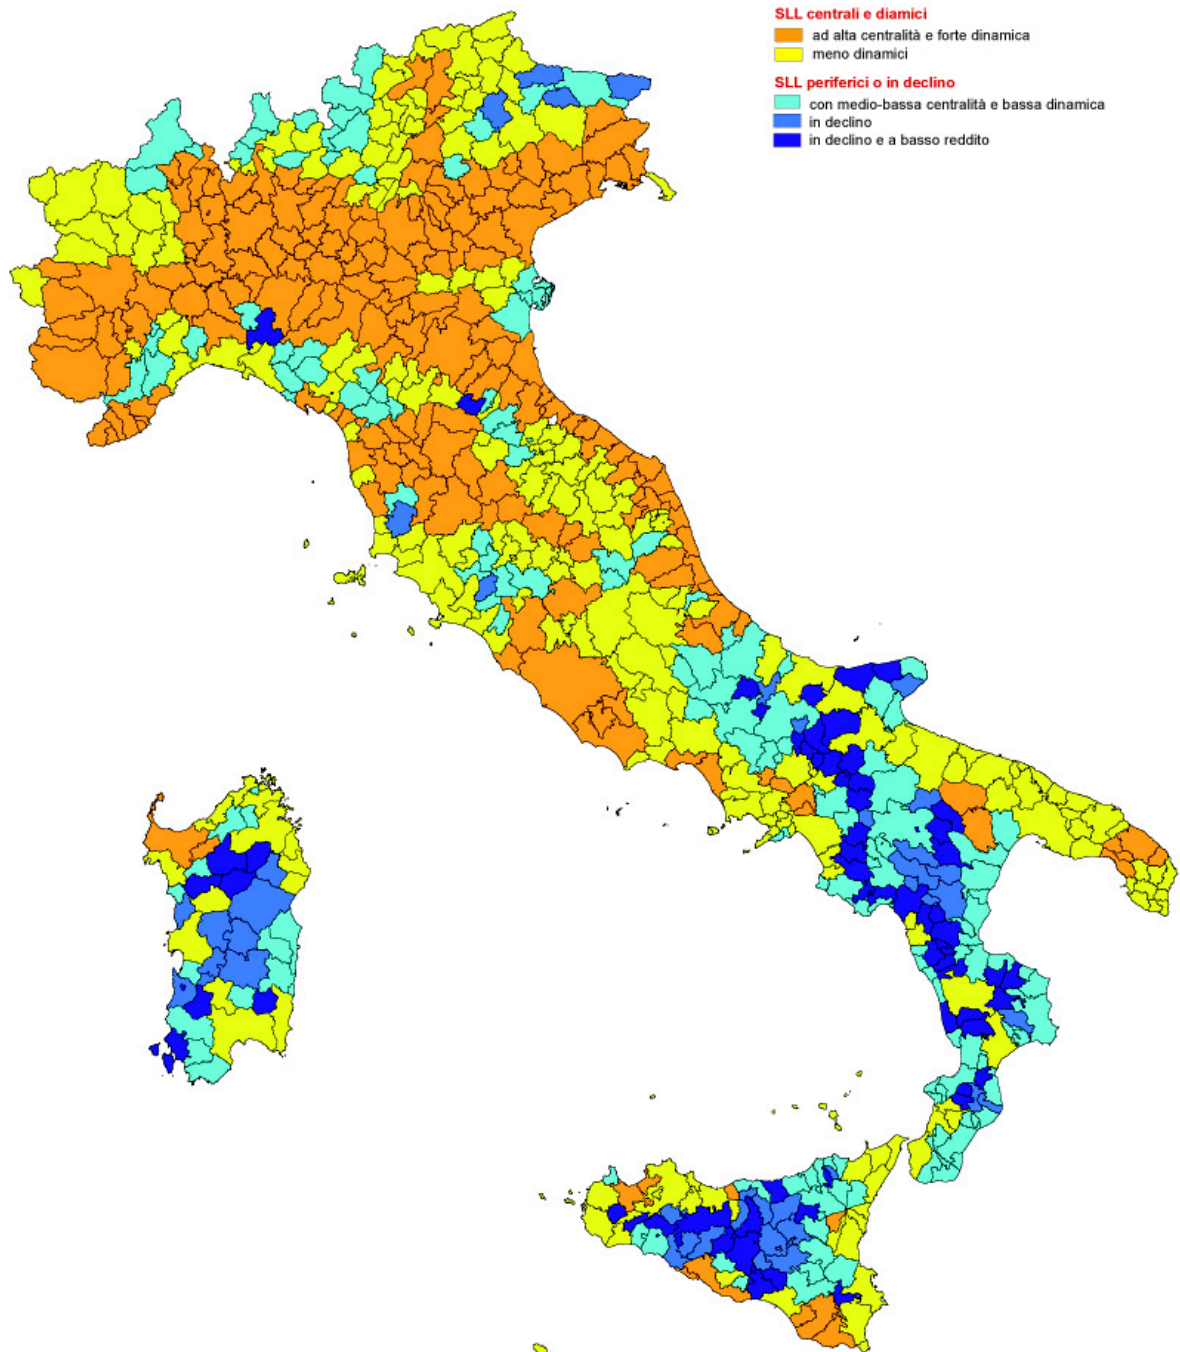 SLL centrali e diamici
ad alta centralità e forte dinamica
meno dinamici
SLL periferici o in declino
con medio-bassa centralità e bassa dinamica
in declino
in declino e a basso reddito